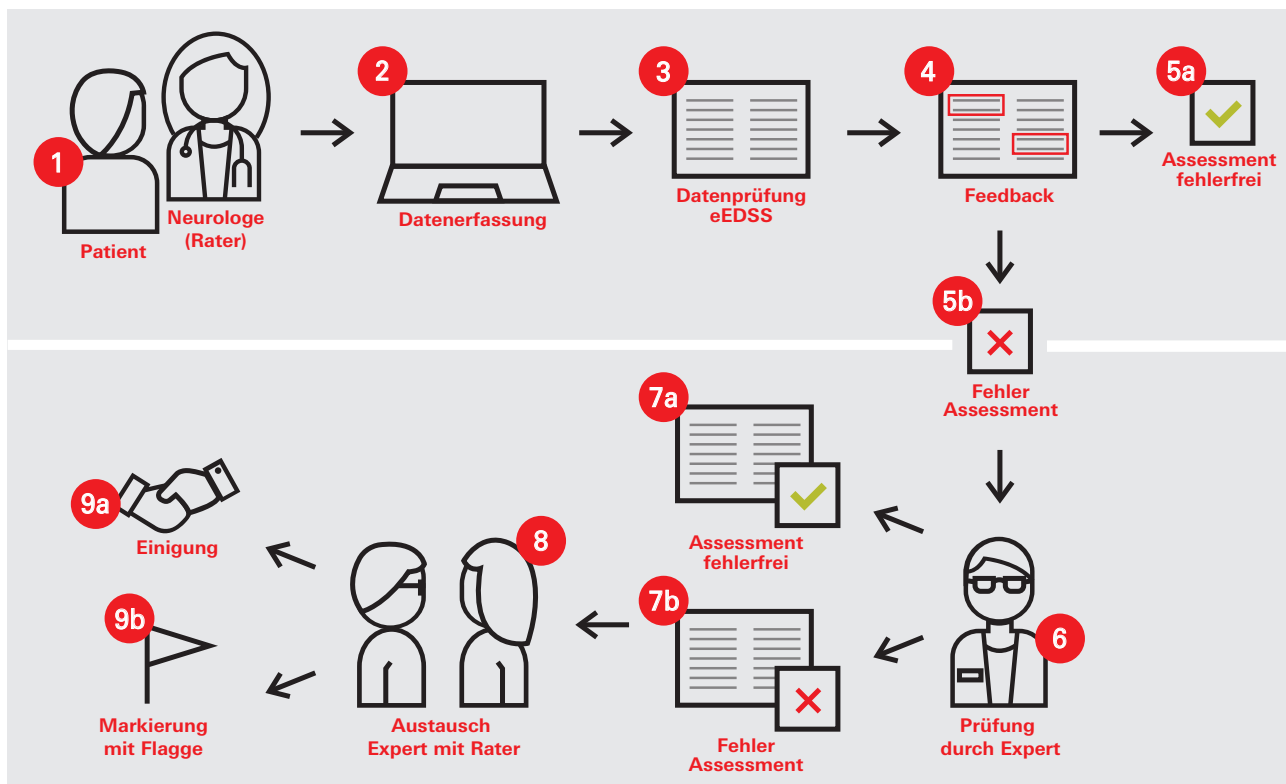 1
Patient
Neurologe
(Rater)
2
Datenerfassung
3
Datenprüfung
eEDSS
4
Feedback
5a
Assessment
fehlerfrei
5b
Fehler
Assessment
6
Prüfung
durch Expert
7a
Assessment
fehlerfrei
7b
Fehler
Assessment
8
Austausch
Expert mit Rater
9a
Einigung
9b
Markierung
mit Flagge